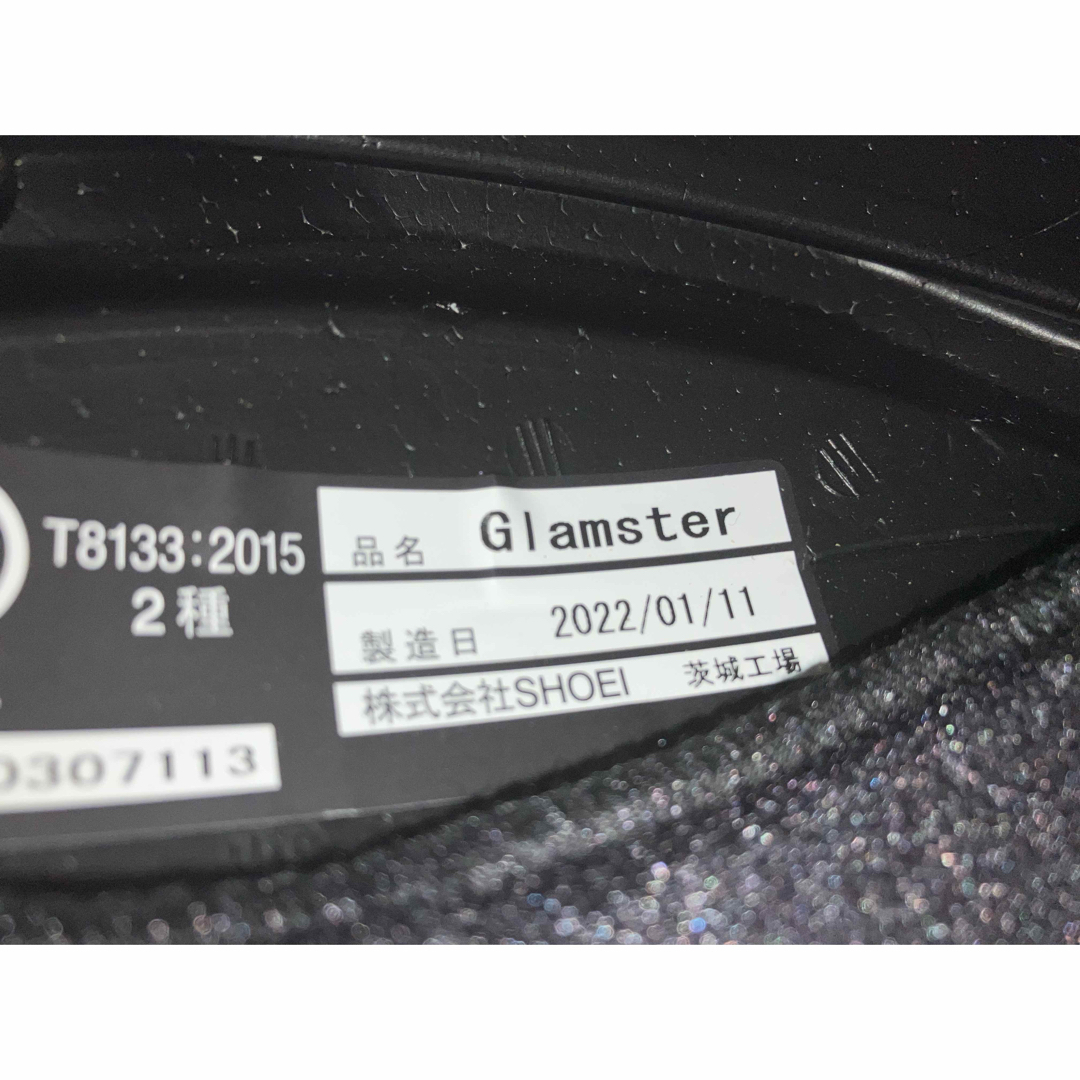 T8133:2015
2種
品名 Glamster
製造日 2022/01/11
株式会社SHOEI 茨城工場
0307113